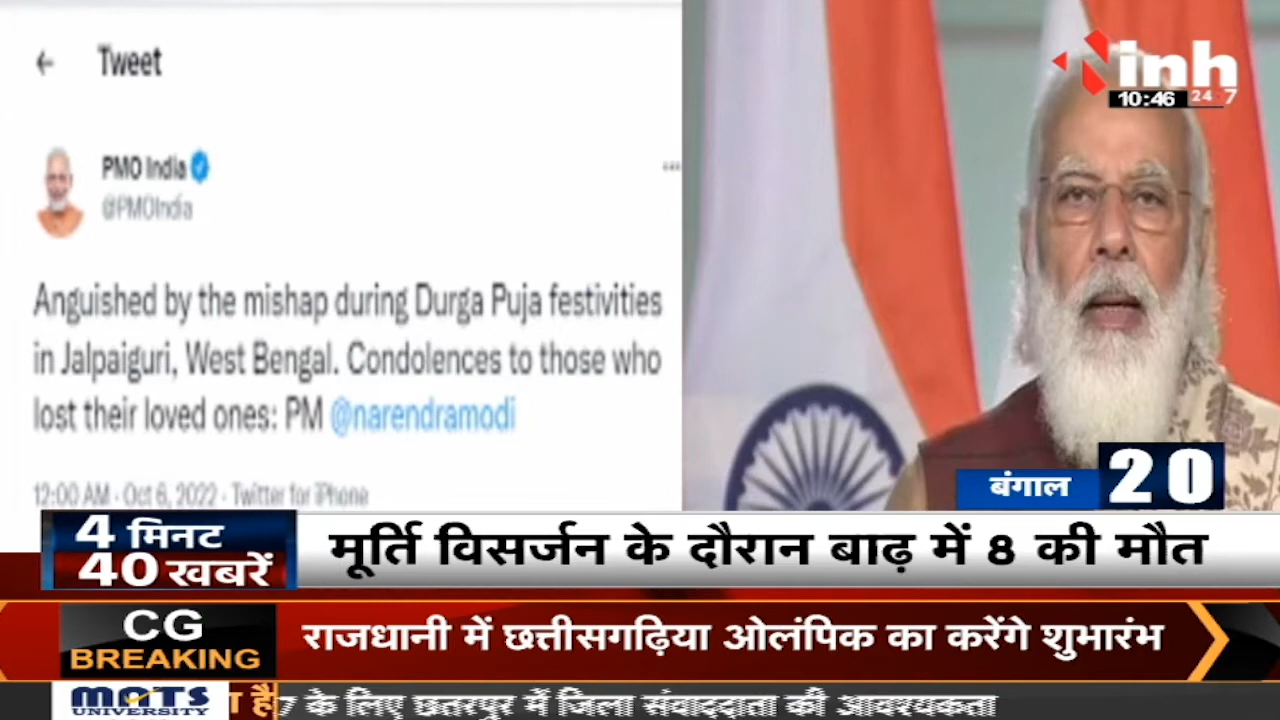 Tweet
PMO India
@PMOIndia
Anguished by the mishap during Durga Puja festivities
in Jalpaiguri, West Bengal. Condolences to those who
lost their loved ones: PM @narendramodi
12:00 AM · Oct 6, 2022 · Twitter for iPhone
inh
10:46 24 7
बंगाल 20
4 मिनट
40 खबरें
मूर्ति विसर्जन के दौरान बाढ़ में 8 की मौत
CG
BREAKING
राजधानी में छत्तीसगढ़िया ओलंपिक का करेंगे शुभारंभ
MATS
UNIVERSITY
है 7 के लिए छतरपुर में जिला संवाददाता की आवश्यकता